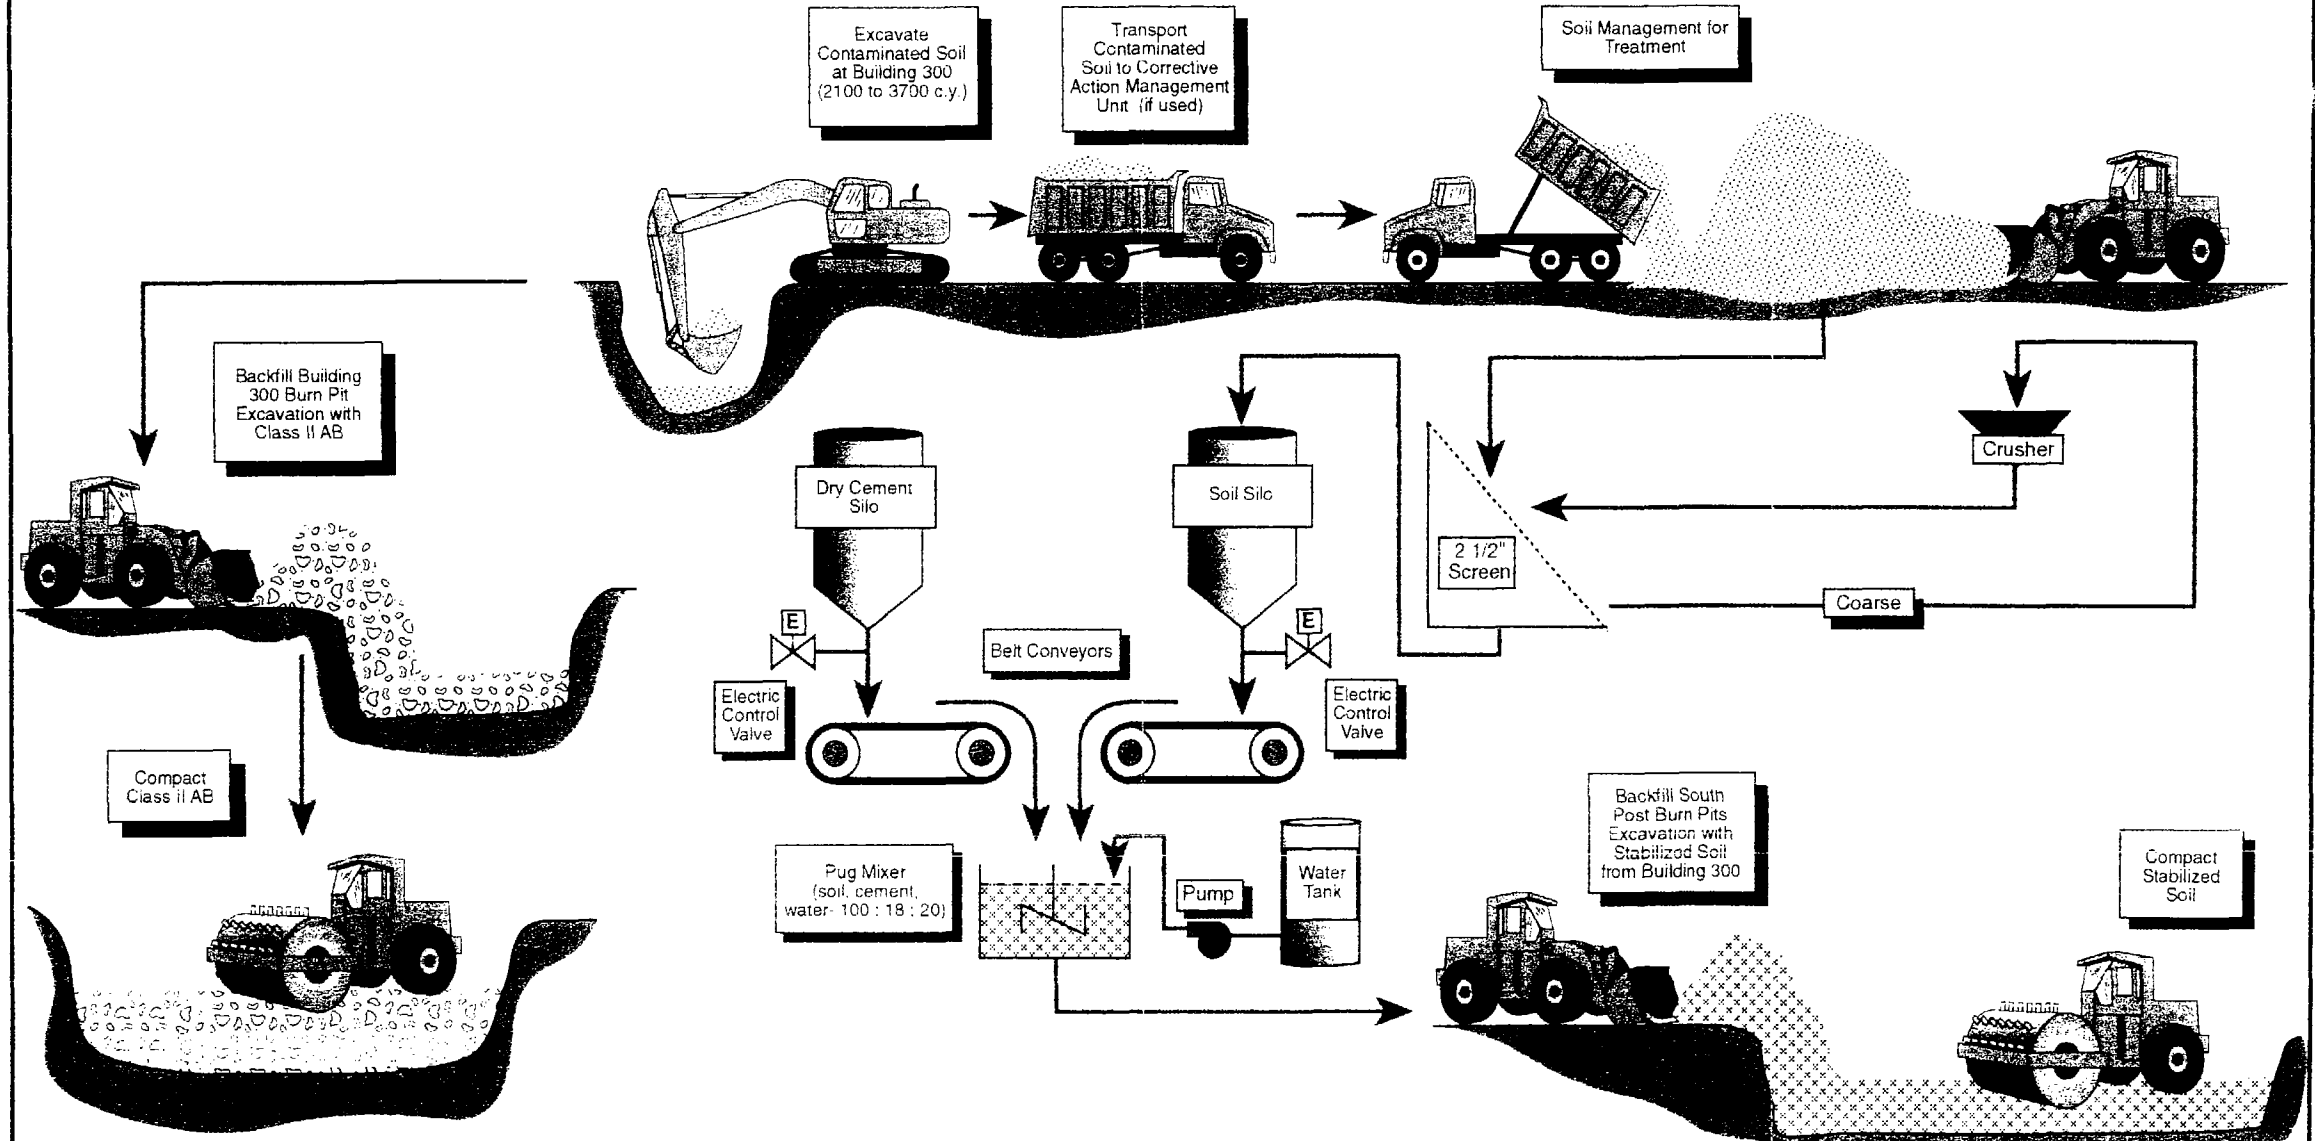 Excavate
Contaminated Soil
at Building 300
(2100 to 3700 c.y.)
Transport
Contaminated
Soil to Corrective
Action Management
Unit (if used)
Soil Management for
Treatment
Backfill Building
300 Burn Pit
Excavation with
Class II AB
Dry Cement
Silo
Soil Silo
2 1/2"
Screen
Crusher
Coarse
E
E
Belt Conveyors
Electric
Control
Valve
Electric
Control
Valve
Compact
Class II AB
Pug Mixer
(soil, cement,
water- 100 : 18 : 20)
Pump
Water
Tank
Backfill South
Post Burn Pits
Excavation with
Stabilized Soil
from Building 300
Compact
Stabilized
Soil